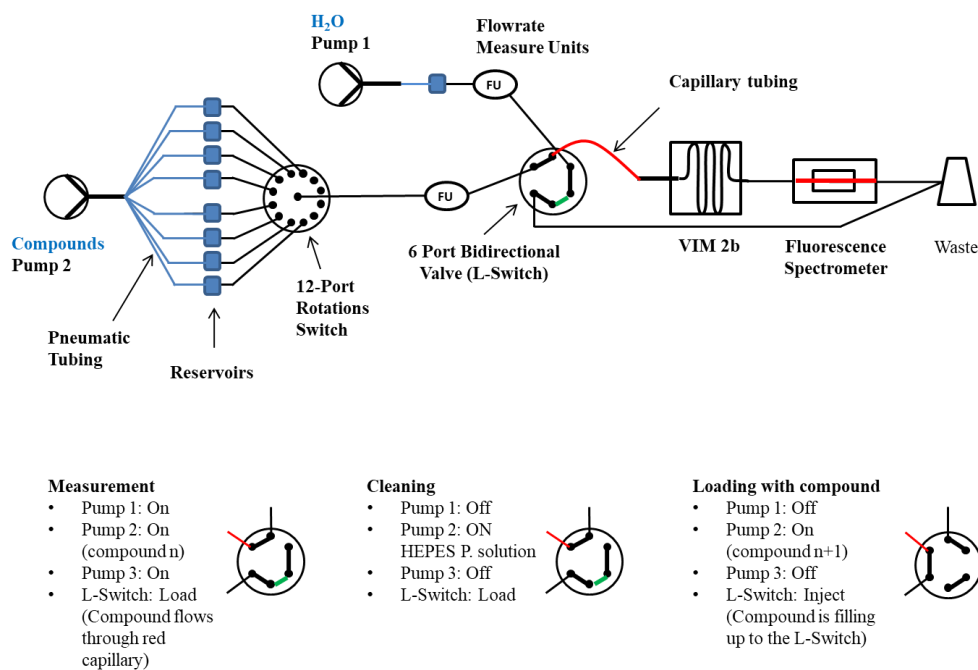 H₂O
Pump 1
Flowrate
Measure Units
FU
Capillary tubing
FU
Compounds
Pump 2
6 Port Bidirectional
Valve (L-Switch)
VIM 2b
Fluorescence
Spectrometer
Waste
12-Port
Rotations
Switch
Pneumatic
Tubing
Reservoirs
Measurement
• Pump 1: On
• Pump 2: On
(compound n)
• Pump 3: On
• L-Switch: Load
(Compound flows
through red
capillary)
Cleaning
• Pump 1: Off
• Pump 2: ON
HEPES P. solution
• Pump 3: Off
• L-Switch: Load
Loading with compound
• Pump 1: Off
• Pump 2: On
(compound n+1)
• Pump 3: Off
• L-Switch: Inject
(Compound is filling
up to the L-Switch)